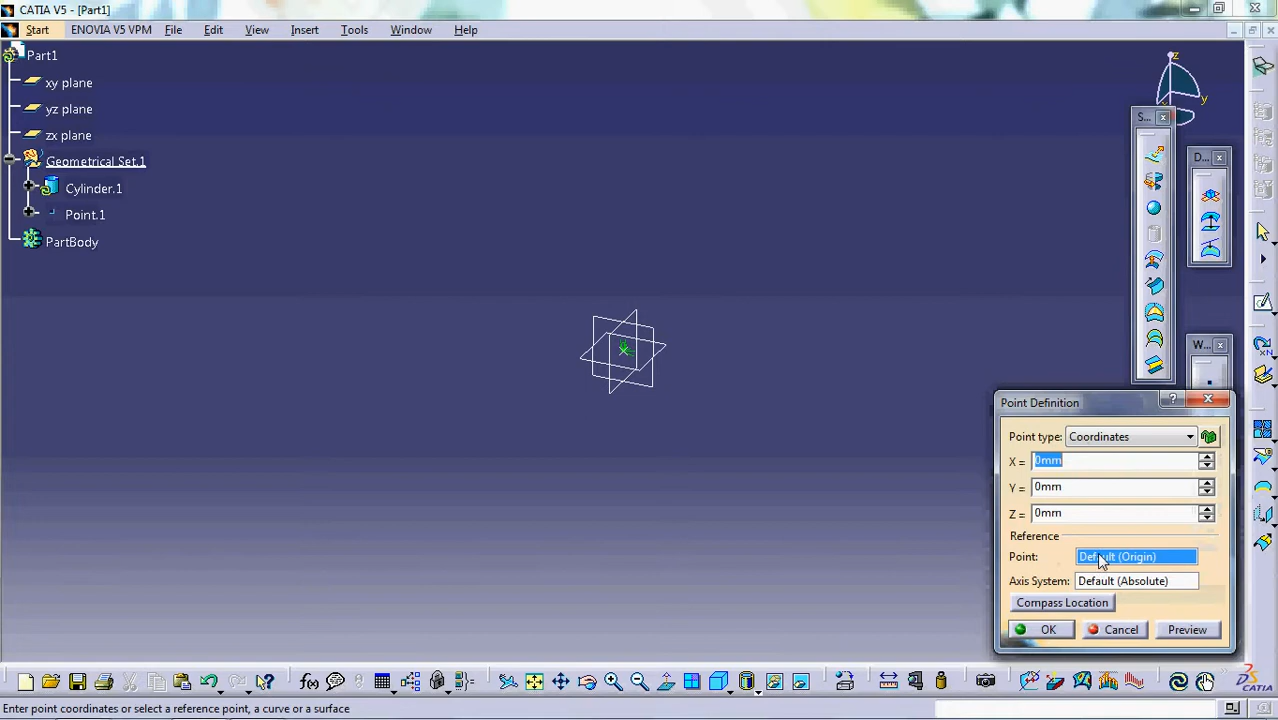 CATIA V5 - [Part1]
Start ENOVIA V5 VPM File Edit View Insert Tools Window Help
Part1
xy plane
yz plane
zx plane
Geometrical Set.1
Cylinder.1
Point.1
PartBody
z
y
S...
D...
W...
Point Definition
Point type: Coordinates
X = 0mm
Y = 0mm
Z = 0mm
Reference
Point: Default (Origin)
Axis System: Default (Absolute)
Compass Location
OK Cancel Preview
f(x)
CATIA
Enter point coordinates or select a reference point, a curve or a surface